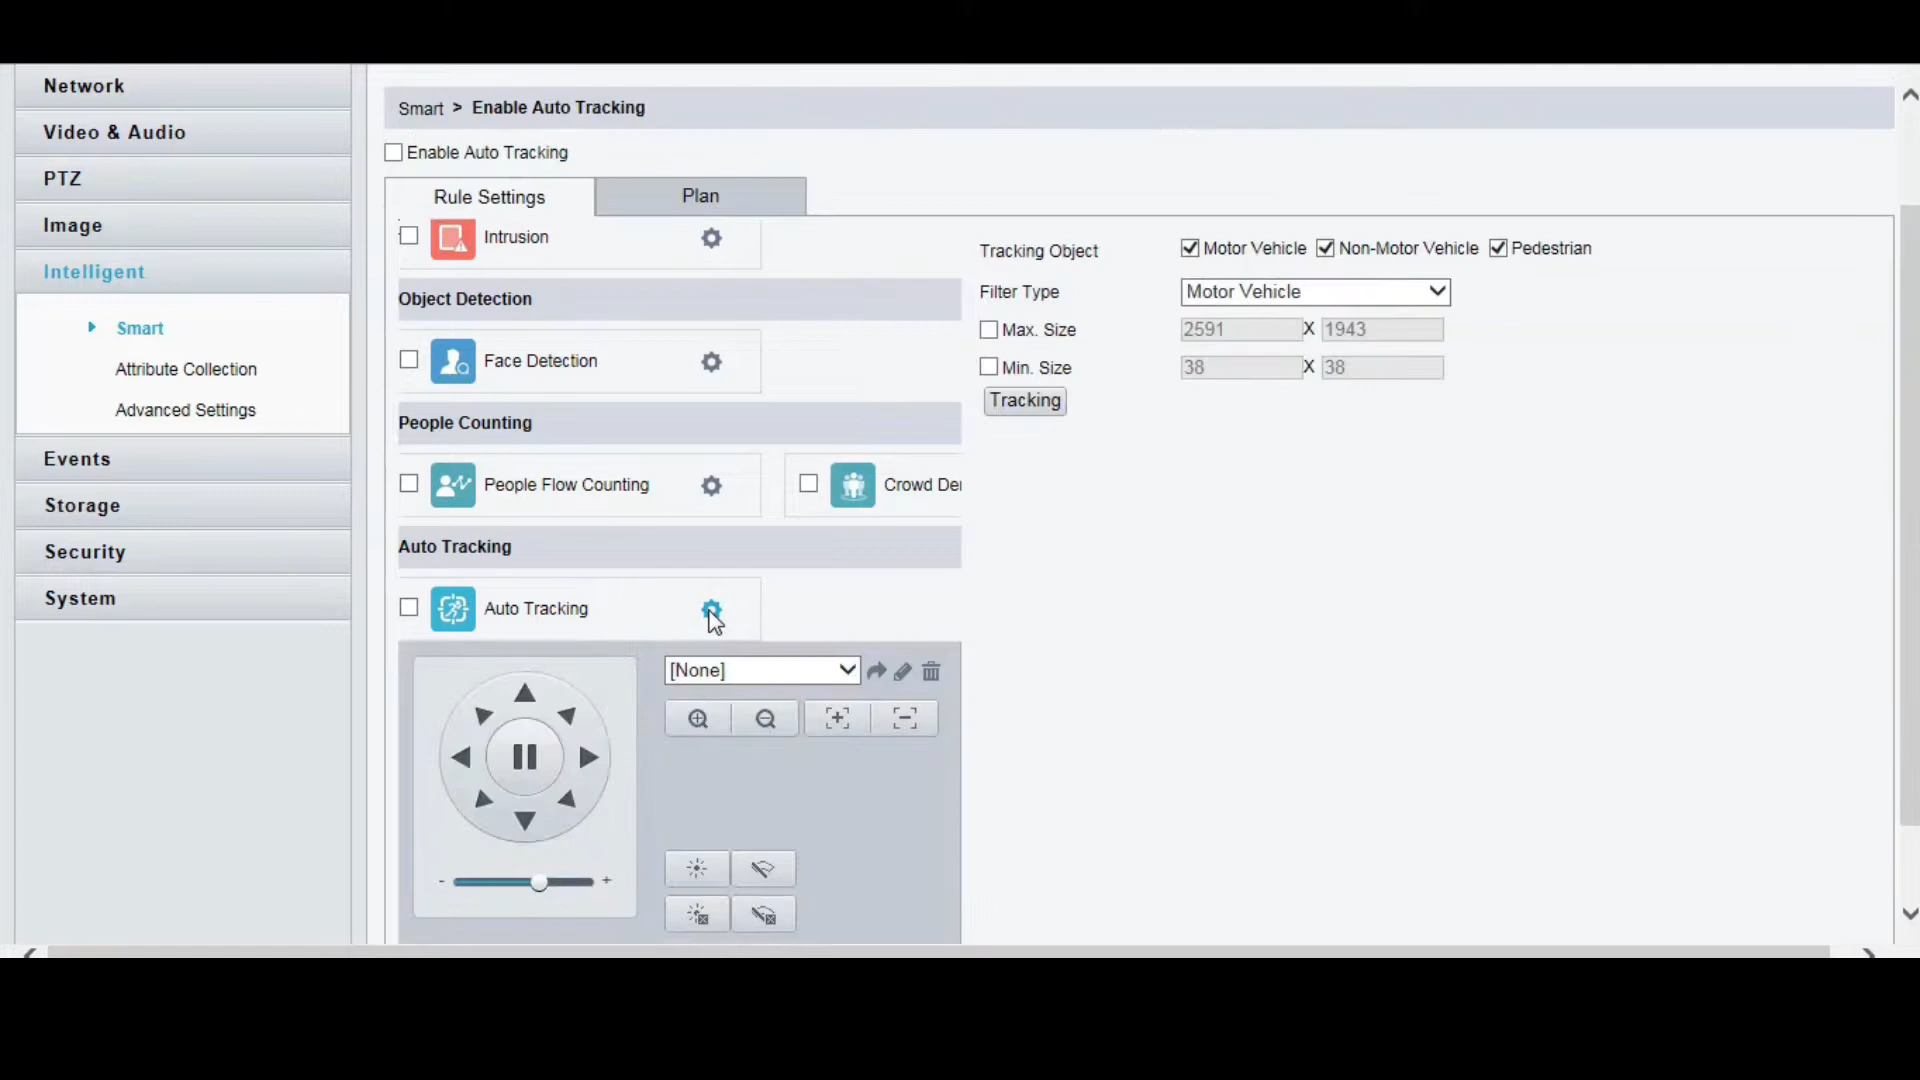 Network
Video & Audio
PTZ
Image
Intelligent
Smart
Attribute Collection
Advanced Settings
Events
Storage
Security
System
Smart > Enable Auto Tracking
Enable Auto Tracking
Rule Settings
Plan
Intrusion
Object Detection
Face Detection
People Counting
People Flow Counting
Crowd Der
Auto Tracking
Auto Tracking
[None]
- +
Tracking Object Motor Vehicle Non-Motor Vehicle Pedestrian
Filter Type Motor Vehicle
Max. Size 2591 X 1943
Min. Size 38 X 38
Tracking